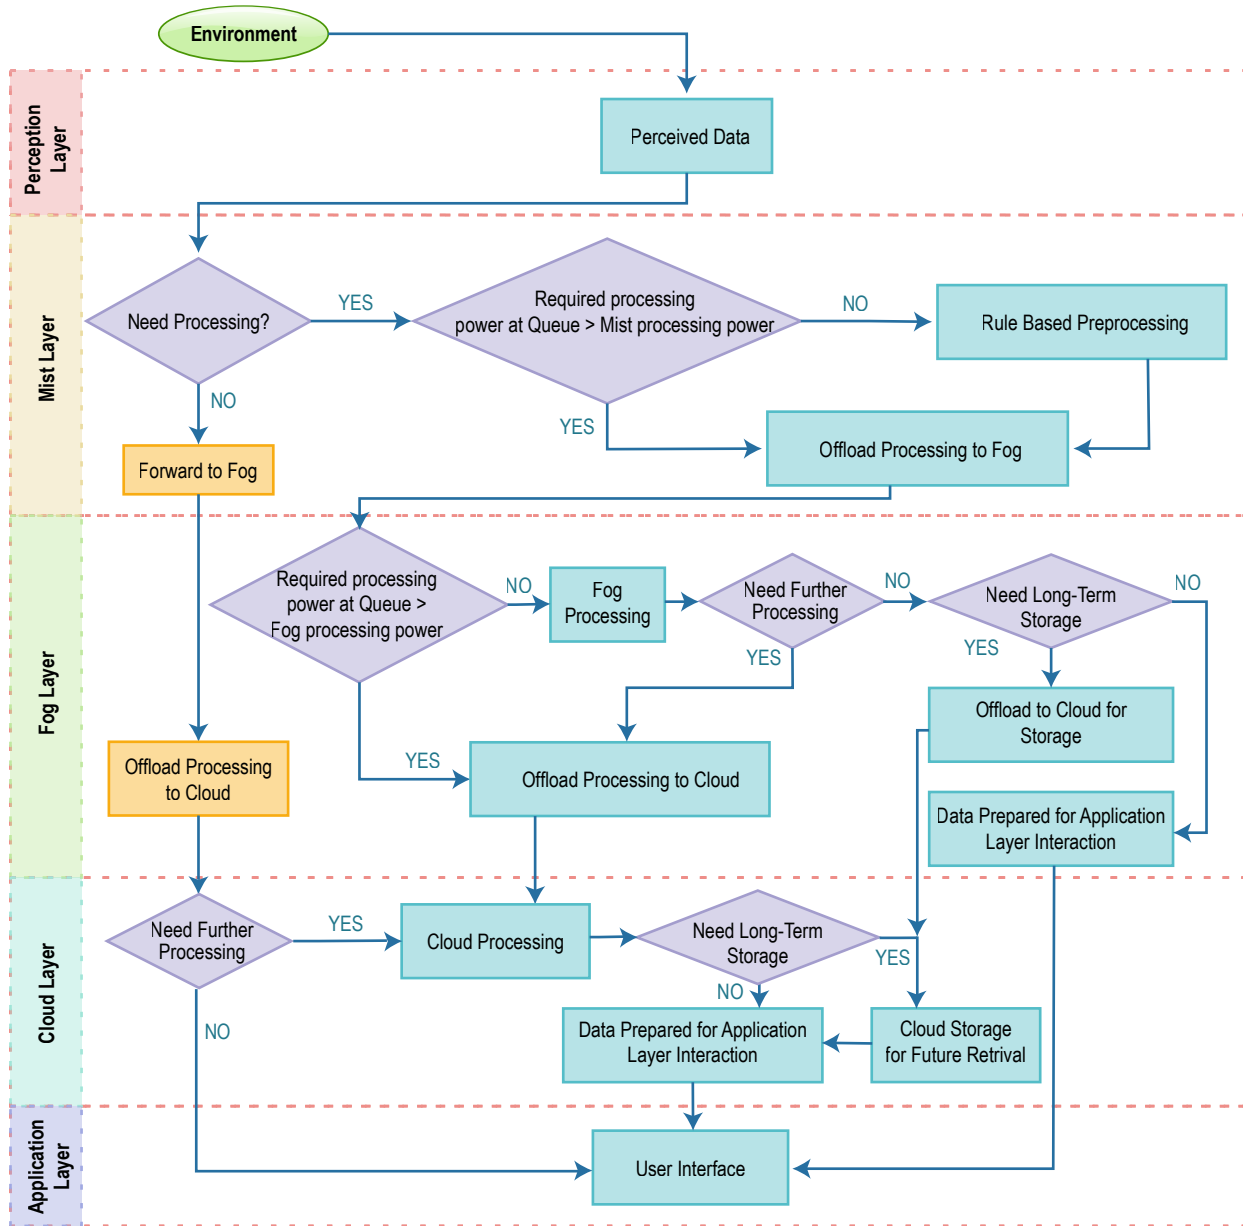 Environment
Perception
Layer
Perceived Data
Mist Layer
Need Processing?
YES
Required processing
power at Queue > Mist processing power
NO
Rule Based Preprocessing
NO
YES
Forward to Fog
Offload Processing to Fog
Fog Layer
Required processing
power at Queue >
Fog processing power
NO
Fog
Processing
Need Further
Processing
NO
Need Long-Term
Storage
NO
YES
YES
Offload to Cloud for
Storage
Offload Processing
to Cloud
YES
Offload Processing to Cloud
Data Prepared for Application
Layer Interaction
Cloud Layer
Need Further
Processing
YES
Cloud Processing
Need Long-Term
Storage
YES
NO
NO
Data Prepared for Application
Layer Interaction
Cloud Storage
for Future Retrival
Application
Layer
User Interface